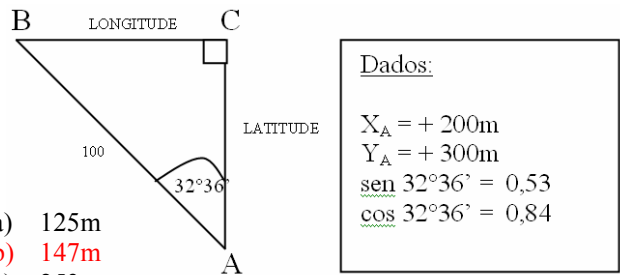 B C
LONGITUDE
LATITUDE
100
32°36'
A
a) 125m
b) 147m
Dados:
X_A = + 200m
Y_A = + 300m
sen 32°36' = 0,53
cos 32°36' = 0,84